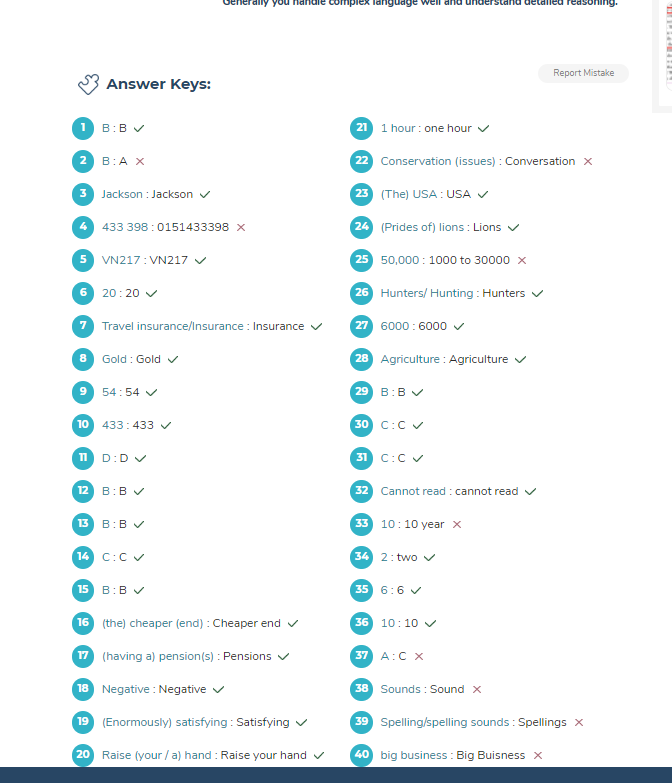 Generally you handle complex language well and understand detailed reasoning.
Answer Keys:
Report Mistake
1 B : B ✓
2 B : A ×
3 Jackson : Jackson ✓
4 433 398 : 0151433398 ×
5 VN217 : VN217 ✓
6 20 : 20 ✓
7 Travel insurance/Insurance : Insurance ✓
8 Gold : Gold ✓
9 54 : 54 ✓
10 433 : 433 ✓
11 D : D ✓
12 B : B ✓
13 B : B ✓
14 C : C ✓
15 B : B ✓
16 (the) cheaper (end) : Cheaper end ✓
17 (having a) pension(s) : Pensions ✓
18 Negative : Negative ✓
19 (Enormously) satisfying : Satisfying ✓
20 Raise (your / a) hand : Raise your hand ✓
21 1 hour : one hour ✓
22 Conservation (issues) : Conversation ×
23 (The) USA : USA ✓
24 (Prides of) lions : Lions ✓
25 50,000 : 1000 to 30000 ×
26 Hunters/ Hunting : Hunters ✓
27 6000 : 6000 ✓
28 Agriculture : Agriculture ✓
29 B : B ✓
30 C : C ✓
31 C : C ✓
32 Cannot read : cannot read ✓
33 10 : 10 year ×
34 2 : two ✓
35 6 : 6 ✓
36 10 : 10 ✓
37 A : C ×
38 Sounds : Sound ×
39 Spelling/spelling sounds : Spellings ×
40 big business : Big Buisness ×